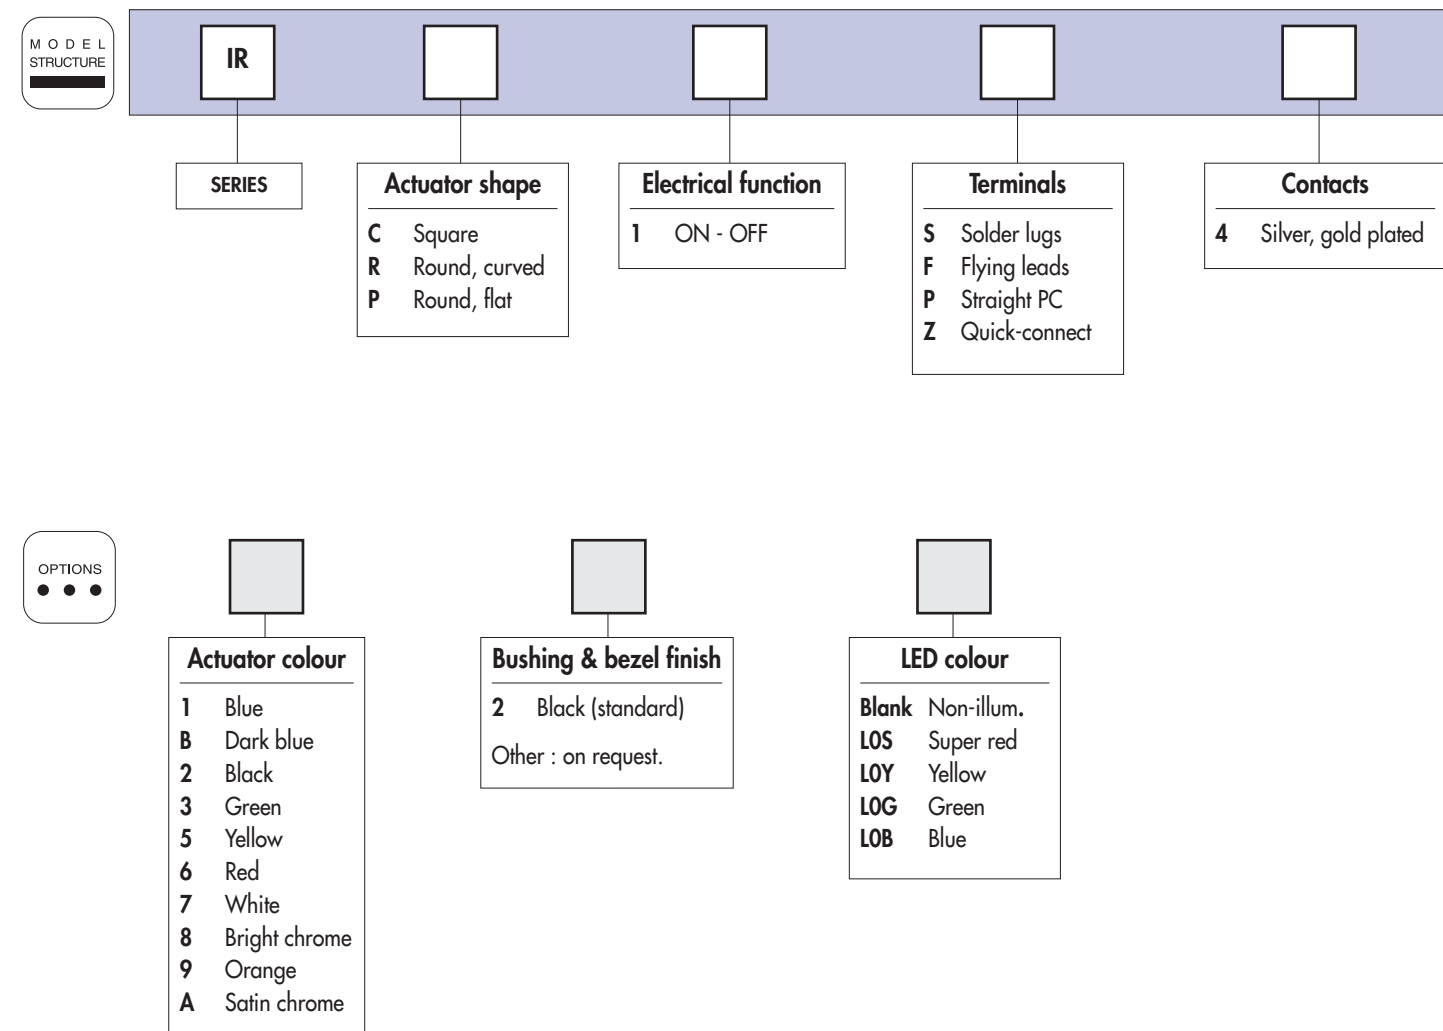 MODEL
STRUCTURE
IR
SERIES
Actuator shape
C Square
R Round, curved
P Round, flat
Electrical function
1 ON - OFF
Terminals
S Solder lugs
F Flying leads
P Straight PC
Z Quick-connect
Contacts
4 Silver, gold plated
OPTIONS
Actuator colour
1 Blue
B Dark blue
2 Black
3 Green
5 Yellow
6 Red
7 White
8 Bright chrome
9 Orange
A Satin chrome
Bushing & bezel finish
2 Black (standard)
Other : on request.
LED colour
Blank Non-illum.
L0S Super red
L0Y Yellow
L0G Green
L0B Blue